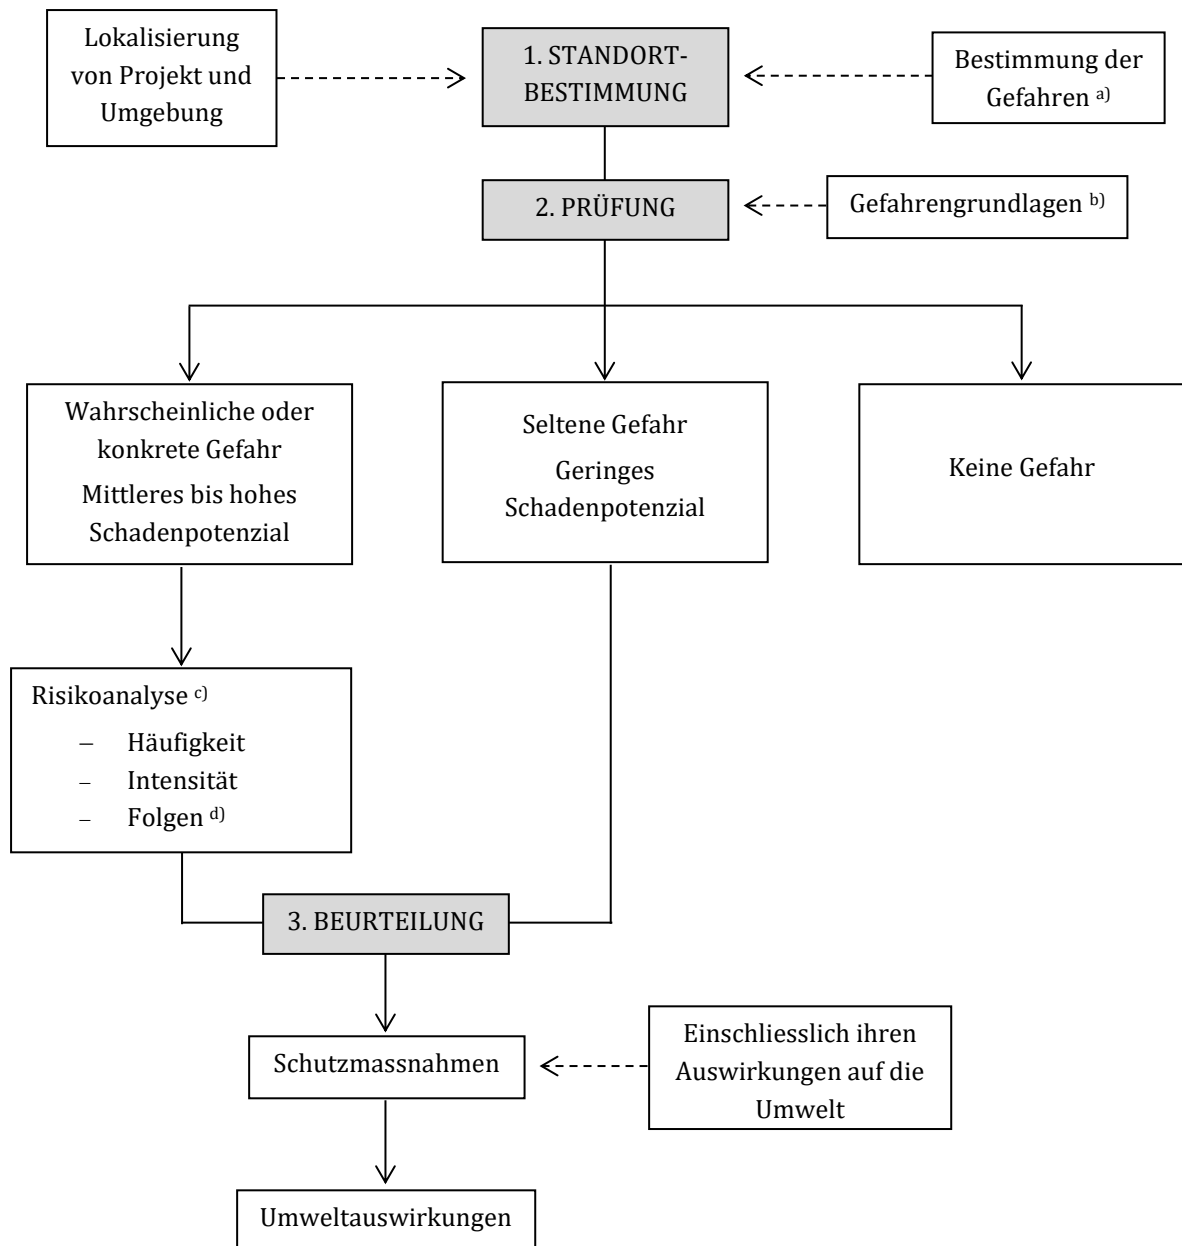 Lokalisierung
von Projekt und
Umgebung
1. STANDORT-
BESTIMMUNG
Bestimmung der
Gefahren a)
2. PRÜFUNG
Gefahrengrundlagen b)
Wahrscheinliche oder
konkrete Gefahr
Mittleres bis hohes
Schadenpotenzial
Seltene Gefahr
Geringes
Schadenpotenzial
Keine Gefahr
Risikoanalyse c)
– Häufigkeit
– Intensität
– Folgen d)
3. BEURTEILUNG
Schutzmassnahmen
Einschliesslich ihren
Auswirkungen auf die
Umwelt
Umweltauswirkungen